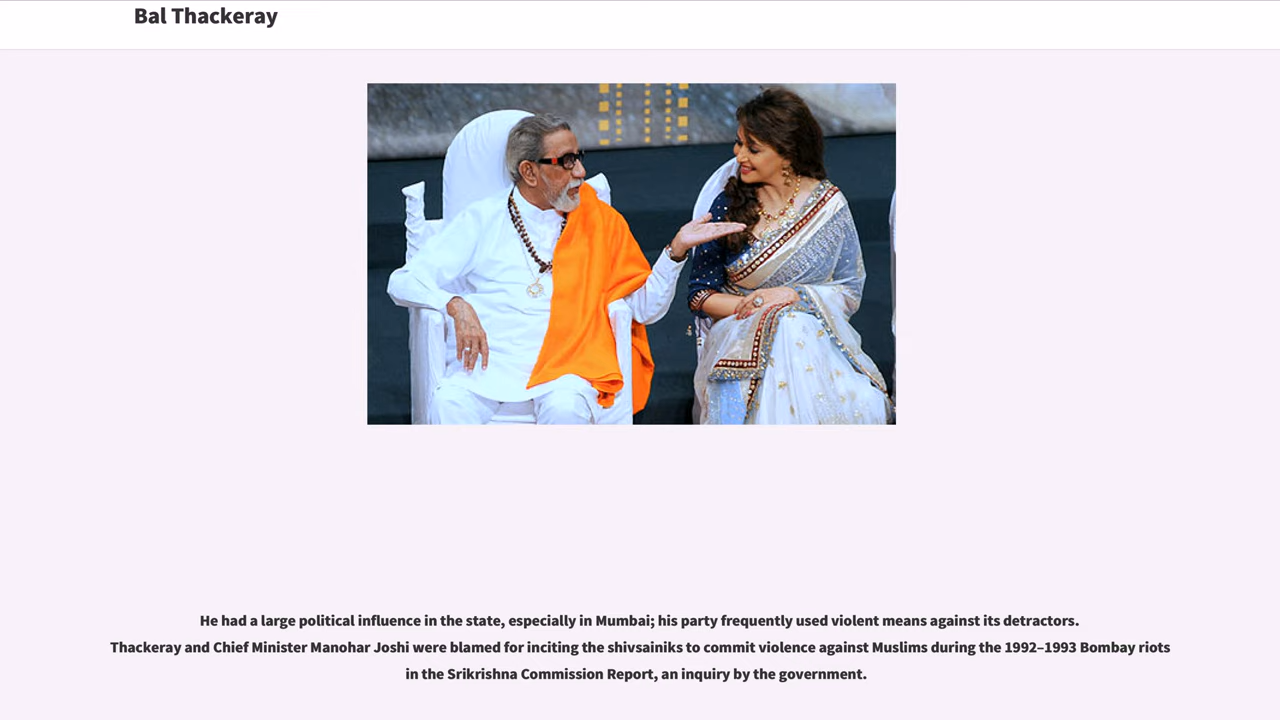 Bal Thackeray
He had a large political influence in the state, especially in Mumbai; his party frequently used violent means against its detractors.
Thackeray and Chief Minister Manohar Joshi were blamed for inciting the shivsainiks to commit violence against Muslims during the 1992–1993 Bombay riots
in the Srikrishna Commission Report, an inquiry by the government.